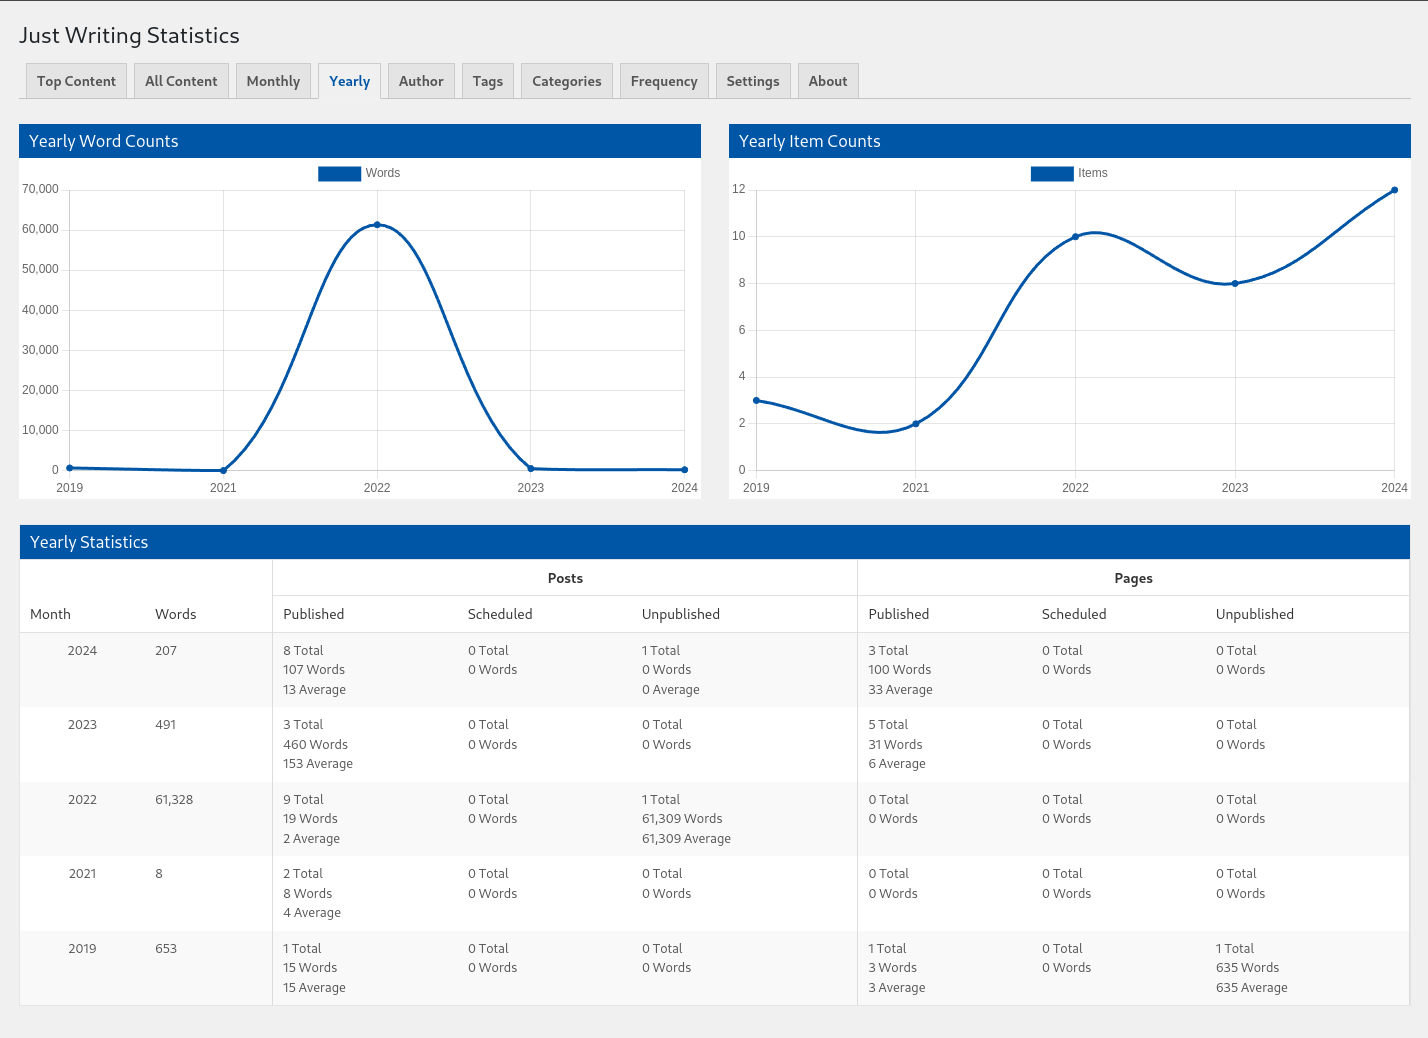 Just Writing Statistics
Top Content All Content Monthly Yearly Author Tags Categories Frequency Settings About
Yearly Word Counts
Words
70,000
60,000
50,000
40,000
30,000
20,000
10,000
0
2019 2021 2022 2023 2024
Yearly Item Counts
Items
12
10
8
6
4
2
0
2019 2021 2022 2023 2024
Yearly Statistics
Posts Pages
Month Words Published Scheduled Unpublished Published Scheduled Unpublished
2024 207 8 Total 0 Total 1 Total 3 Total 0 Total 0 Total
107 Words 0 Words 0 Words 100 Words 0 Words 0 Words
13 Average 0 Average 33 Average
2023 491 3 Total 0 Total 0 Total 5 Total 0 Total 0 Total
460 Words 0 Words 0 Words 31 Words 0 Words 0 Words
153 Average 6 Average
2022 61,328 9 Total 0 Total 1 Total 0 Total 0 Total 0 Total
19 Words 0 Words 61,309 Words 0 Words 0 Words 0 Words
2 Average 61,309 Average
2021 8 2 Total 0 Total 0 Total 0 Total 0 Total 0 Total
8 Words 0 Words 0 Words 0 Words 0 Words 0 Words
4 Average
2019 653 1 Total 0 Total 0 Total 1 Total 0 Total 1 Total
15 Words 0 Words 0 Words 3 Words 0 Words 635 Words
15 Average 3 Average 635 Average